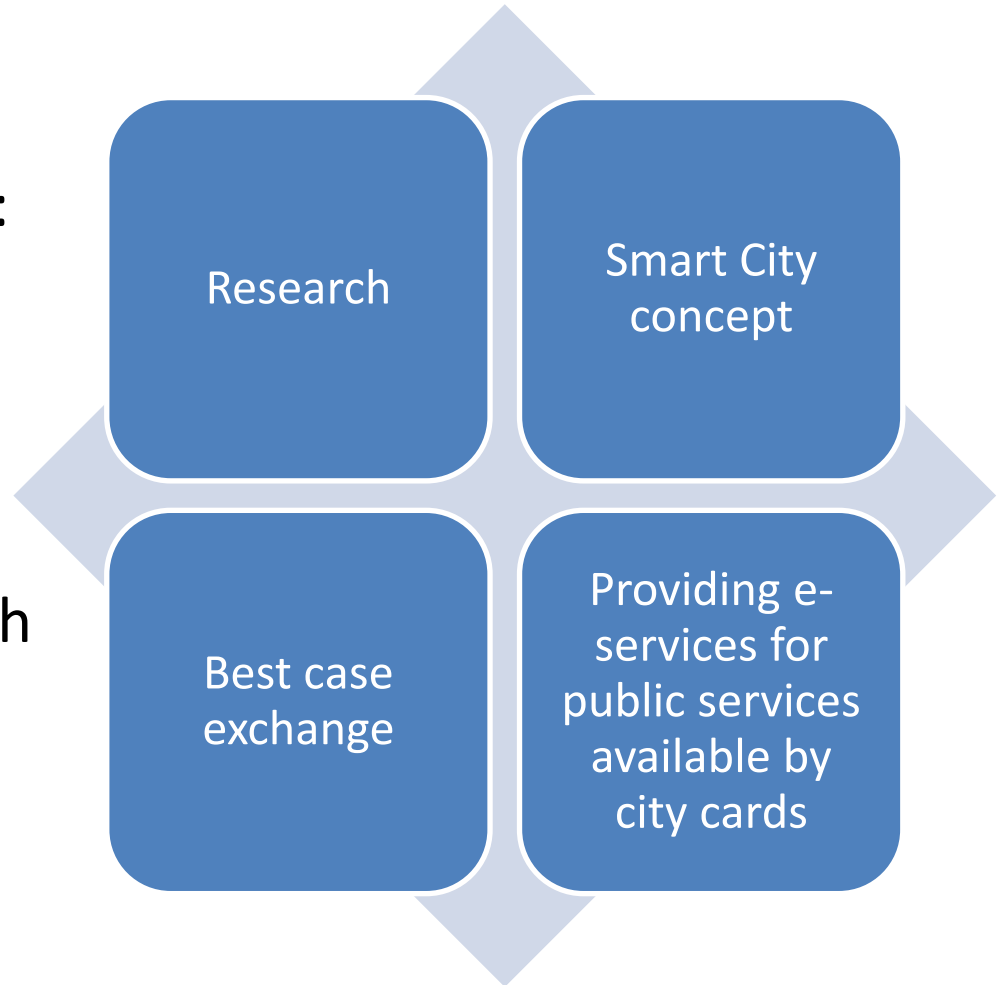 :
Research
Smart City
concept
h
Best case
exchange
Providing e-
services for
public services
available by
city cards